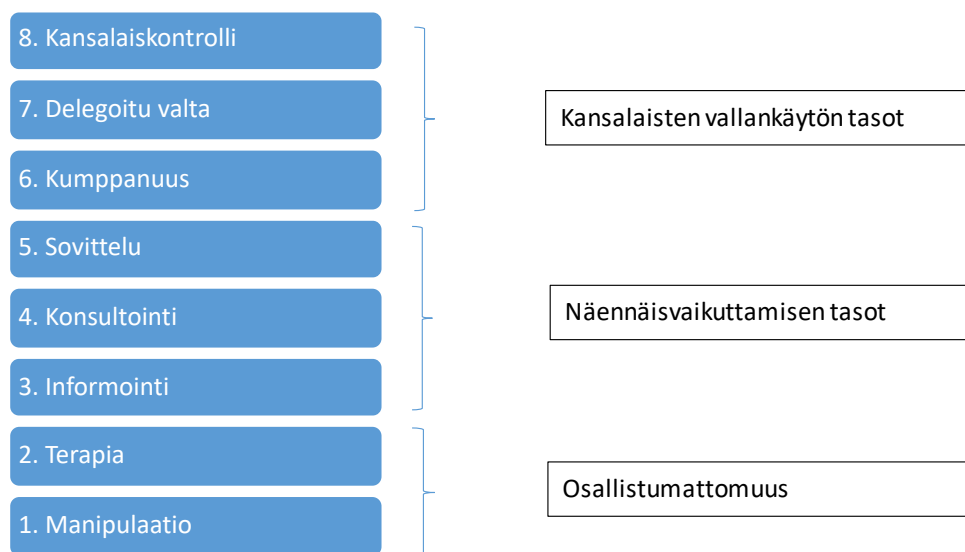 8. Kansalaiskontrolli
7. Delegoitu valta
6. Kumppanuus
Kansalaisten vallankäytön tasot
5. Sovittelu
4. Konsultointi
3. Informointi
Näennäisvaikuttamisen tasot
2. Terapia
1. Manipulaatio
Osallistumattomuus